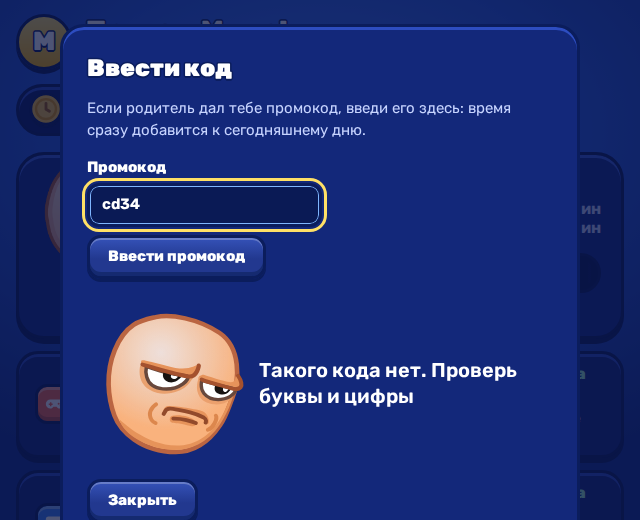 М
Ввести код
Если родитель дал тебе промокод, введи его здесь: время
сразу добавится к сегодняшнему дню.
Промокод
cd34
Ввести промокод
Такого кода нет. Проверь
буквы и цифры
Закрыть